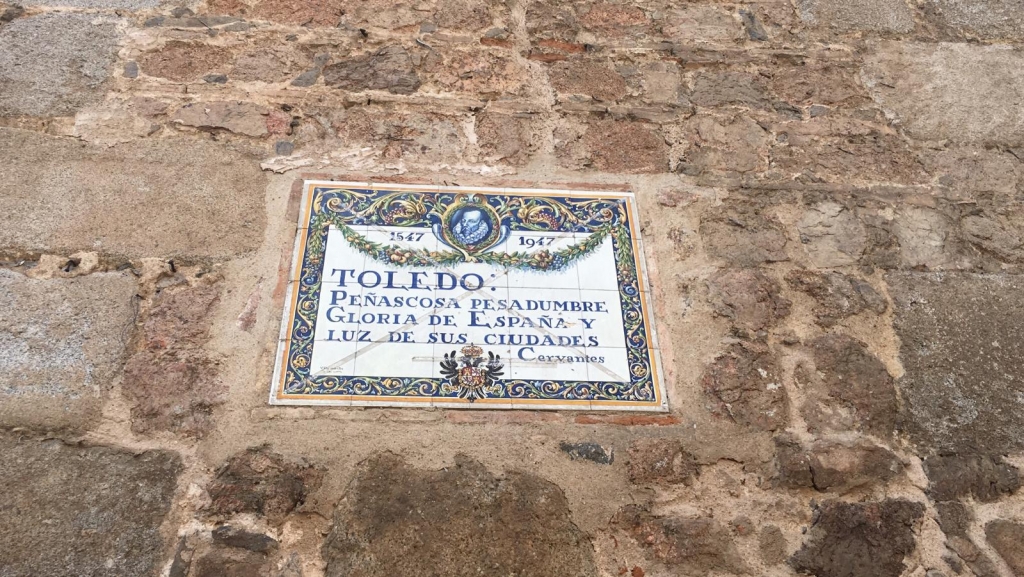 1547 1947
TOLEDO:
PEÑASCOSA PESADUMBRE
GLORIA DE ESPAÑA Y
LUZ DE SUS CIUDADES
CERVANTES